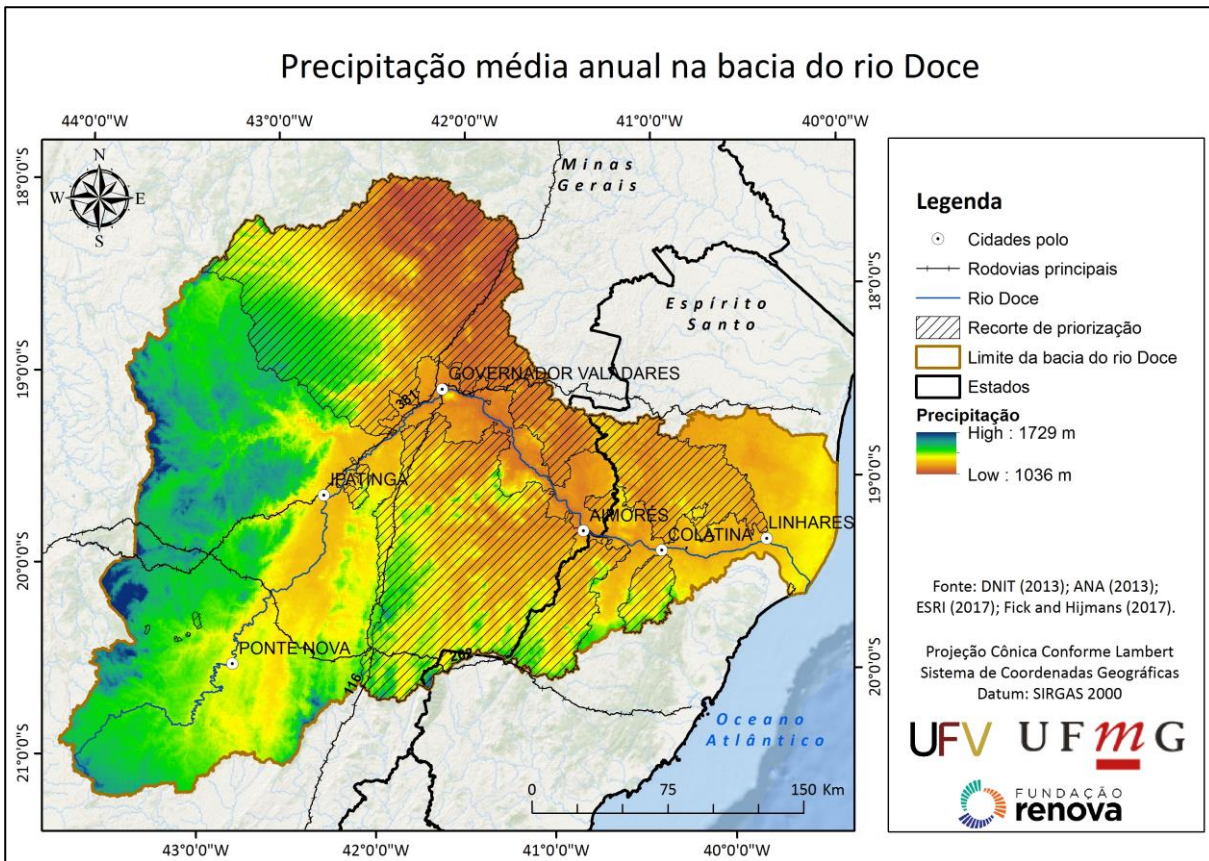 Precipitação média anual na bacia do rio Doce
44°0'0"W 43°0'0"W 42°0'0"W 41°0'0"W 40°0'0"W
18°0'0"S
19°0'0"S
20°0'0"S
21°0'0"S
N
W E
S
Minas
Gerais
Espírito
Santo
GOVERNADOR VALADARES
381
IPATINGA
AIMORÉS
COLATINA
LINHARES
PONTE NOVA
262
116
Oceano
Atlântico
0 75 150 Km
18°0'0"S
19°0'0"S
20°0'0"S
43°0'0"W 42°0'0"W 41°0'0"W 40°0'0"W
Legenda
Cidades polo
Rodovias principais
Rio Doce
Recorte de priorização
Limite da bacia do rio Doce
Estados
Precipitação
High : 1729 m
Low : 1036 m
Fonte: DNIT (2013); ANA (2013);
ESRI (2017); Fick and Hijmans (2017).
Projeção Cônica Conforme Lambert
Sistema de Coordenadas Geográficas
Datum: SIRGAS 2000
UFV UFmG
FUNDAÇÃO
renova